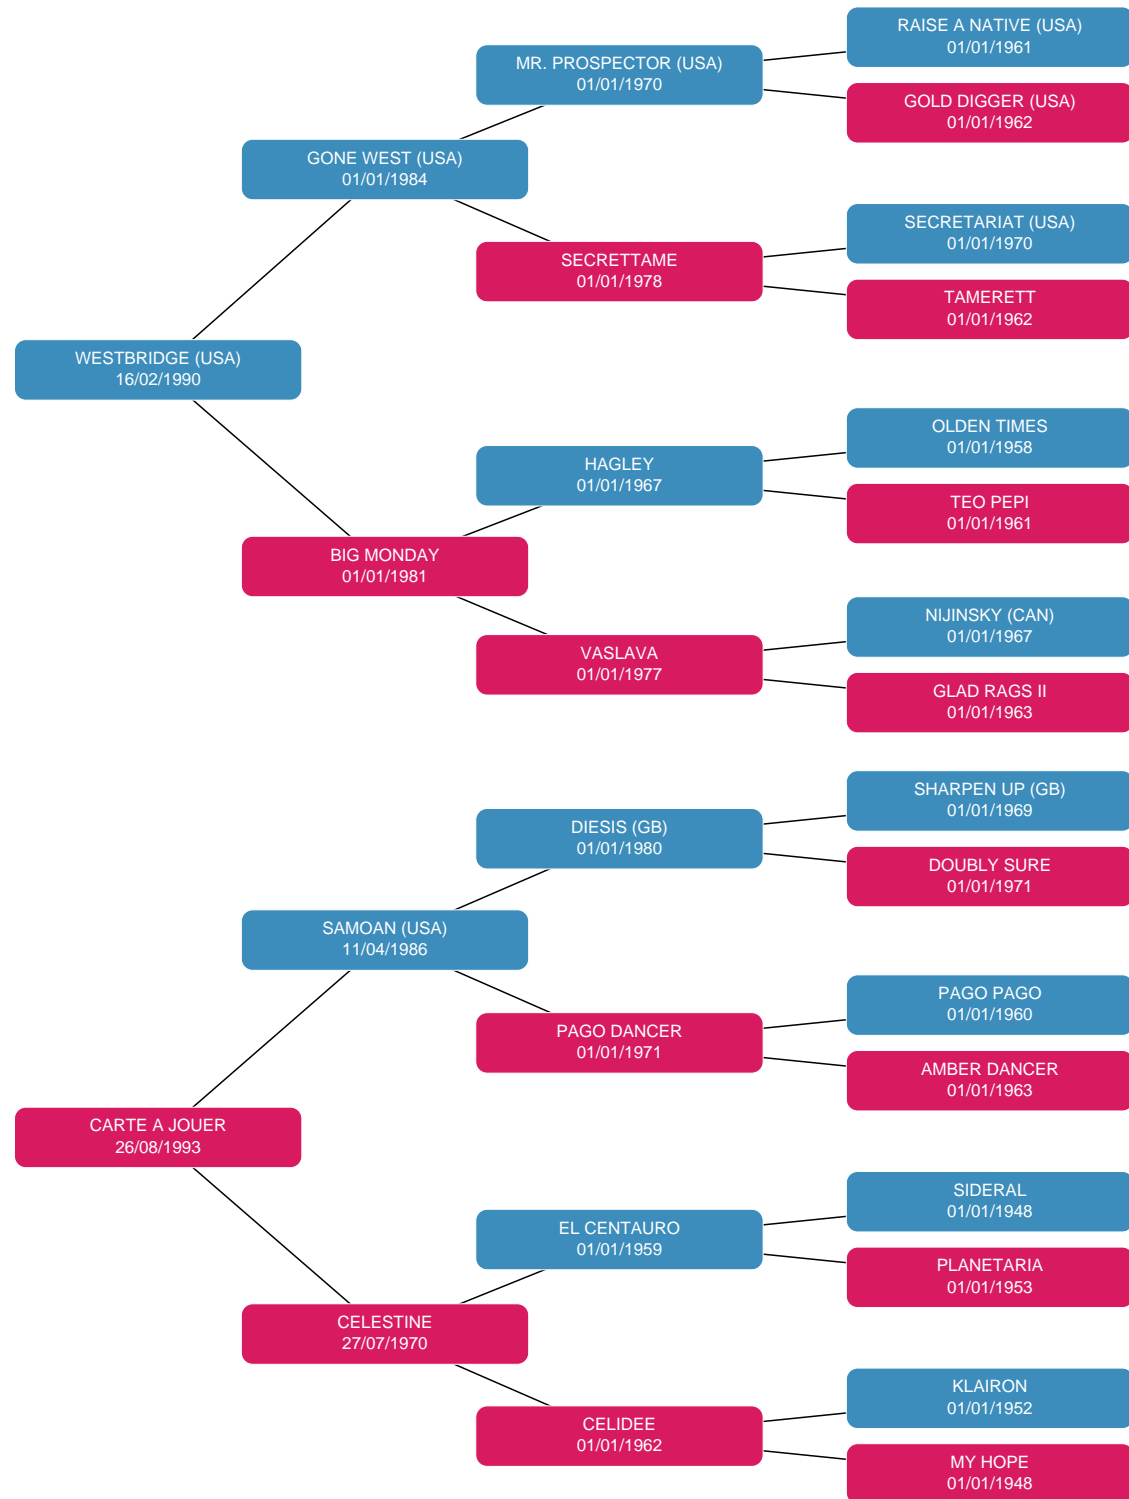 RAISE A NATIVE (USA)
01/01/1961
MR. PROSPECTOR (USA)
01/01/1970
GOLD DIGGER (USA)
01/01/1962
GONE WEST (USA)
01/01/1984
SECRETARIAT (USA)
01/01/1970
SECRETTAME
01/01/1978
TAMERETT
01/01/1962
WESTBRIDGE (USA)
16/02/1990
OLDEN TIMES
01/01/1958
HAGLEY
01/01/1967
TEO PEPI
01/01/1961
BIG MONDAY
01/01/1981
NIJINSKY (CAN)
01/01/1967
VASLAVA
01/01/1977
GLAD RAGS II
01/01/1963
SHARPEN UP (GB)
01/01/1969
DIESIS (GB)
01/01/1980
DOUBLY SURE
01/01/1971
SAMOAN (USA)
11/04/1986
PAGO PAGO
01/01/1960
PAGO DANCER
01/01/1971
AMBER DANCER
01/01/1963
CARTE A JOUER
26/08/1993
SIDERAL
01/01/1948
EL CENTAURO
01/01/1959
PLANETARIA
01/01/1953
CELESTINE
27/07/1970
KLAIRON
01/01/1952
CELIDEE
01/01/1962
MY HOPE
01/01/1948